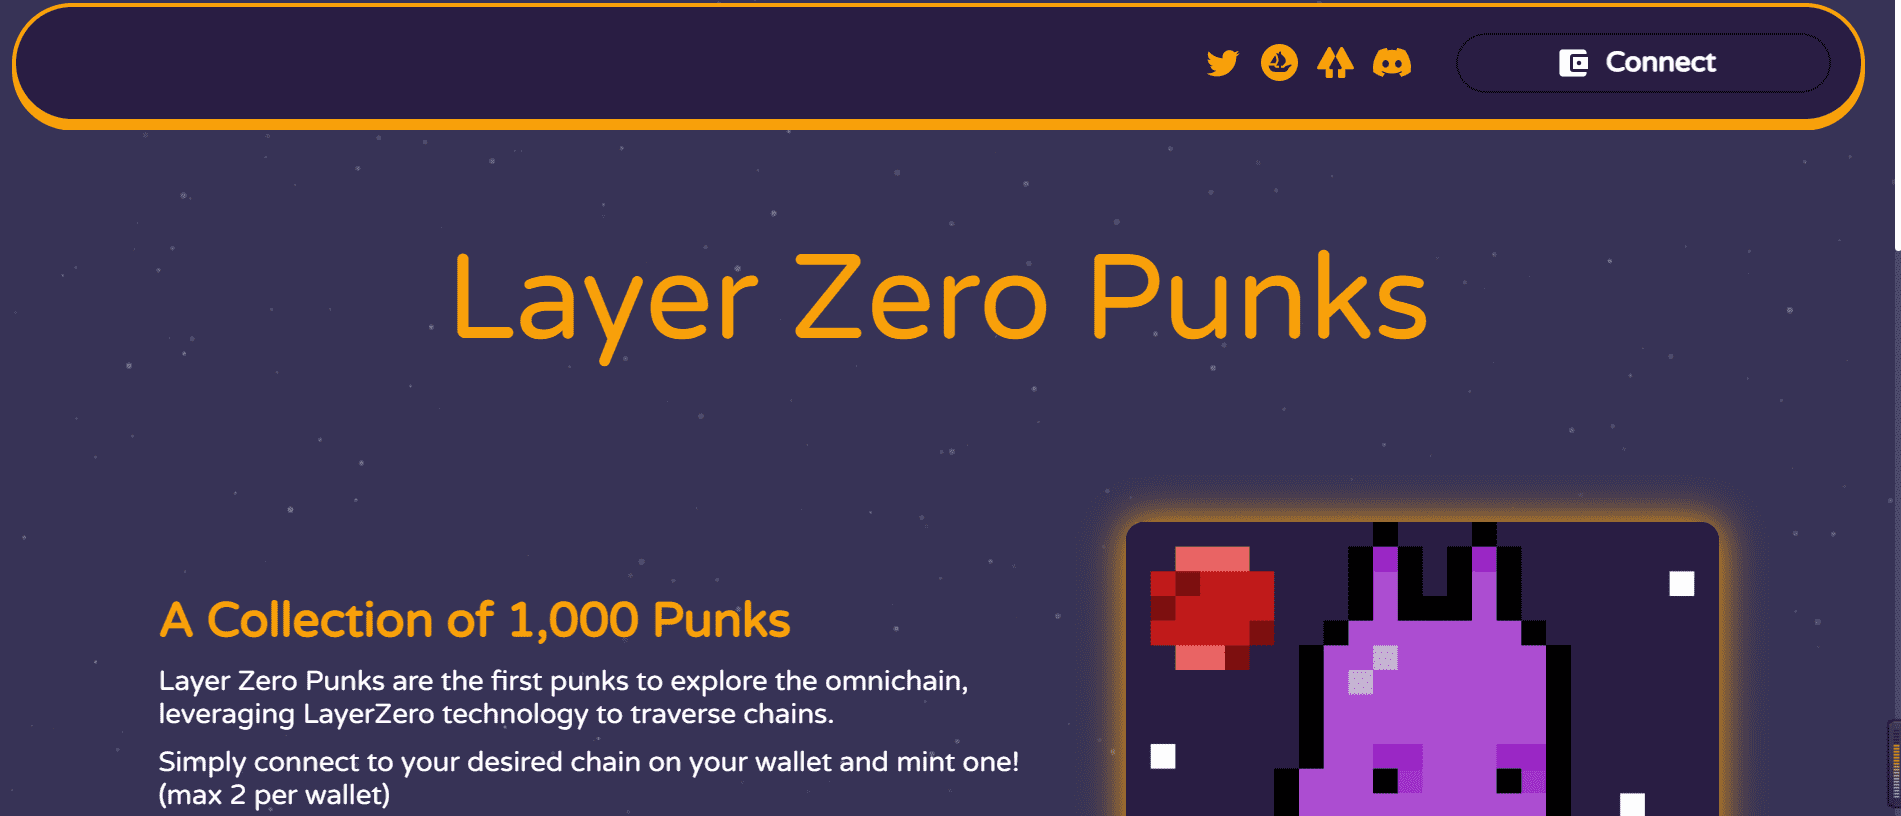 Connect
Layer Zero Punks
A Collection of 1,000 Punks
Layer Zero Punks are the first punks to explore the omnichain,
leveraging LayerZero technology to traverse chains.
Simply connect to your desired chain on your wallet and mint one!
(max 2 per wallet)